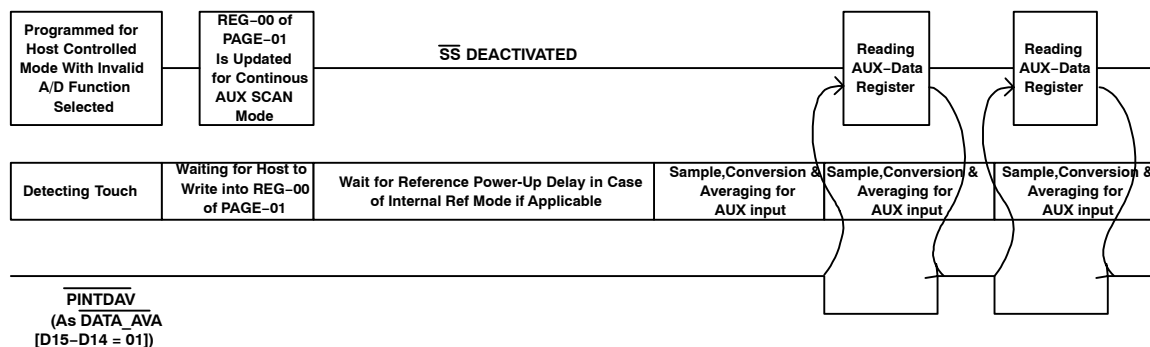 Programmed for
Host Controlled
Mode With Invalid
A/D Function
Selected
REG−00 of
PAGE−01
Is Updated
for Continous
AUX SCAN
Mode
SS DEACTIVATED
Reading
AUX−Data
Register
Reading
AUX−Data
Register
Detecting Touch
Waiting for Host to
Write into REG−00
of PAGE−01
Wait for Reference Power−Up Delay in Case
of Internal Ref Mode if Applicable
Sample,Conversion &
Averaging for
AUX input
Sample,Conversion &
Averaging for
AUX input
Sample,Conversion &
Averaging for
AUX input
PINTDAV
(As DATA_AVA
[D15−D14 = 01])